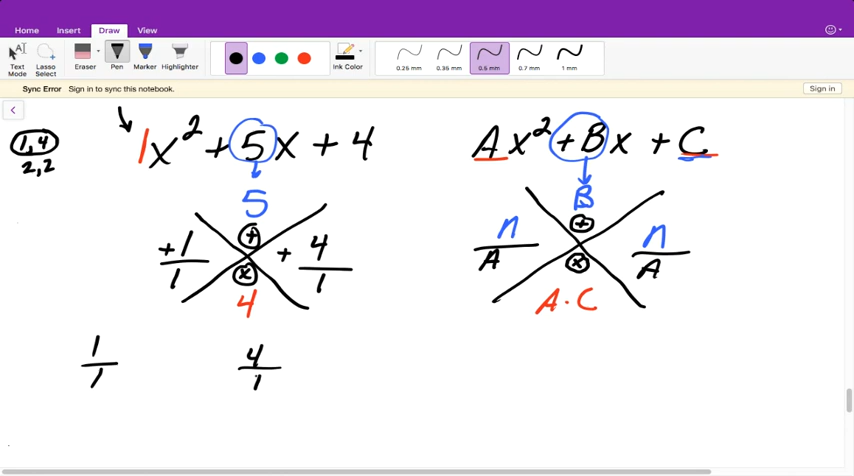 Home Insert Draw View
Text Mode
Lasso Select
Eraser
Pen
Marker
Highlighter
Ink Color
0.25 mm
0.35 mm
0.5 mm
0.7 mm
1 mm
Sync Error Sign in to sync this notebook.
Sign in
1,4
2,2
1x² + 5x + 4
5
+
+1/1
+ 4/1
x
4
1/1
4/1
Ax² + Bx + C
B
+
n/A
n/A
x
A · C